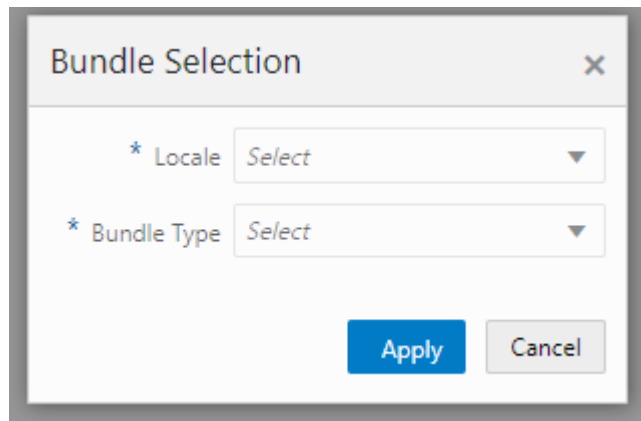 Bundle Selection ×
* Locale Select
* Bundle Type Select
Apply Cancel